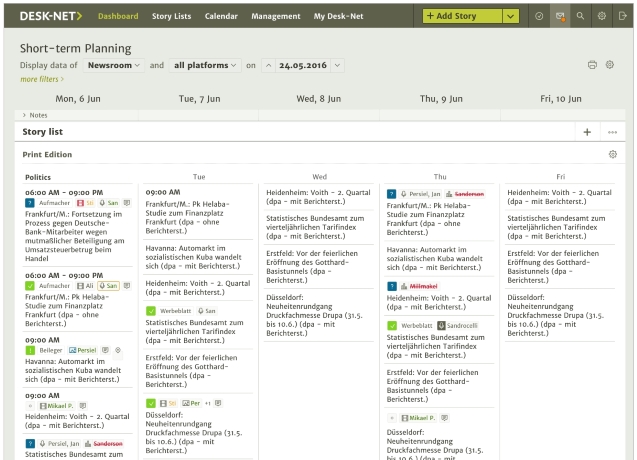 DESK-NET Dashboard Story Lists Calendar Management My Desk-Net + Add Story
Short-term Planning
Display data of Newsroom and all platforms on 24.05.2016
more filters >
Mon, 6 Jun Tue, 7 Jun Wed, 8 Jun Thu, 9 Jun Fri, 10 Jun
> Notes
Story list
Print Edition
Politics
06:00 AM - 09:00 PM
? Aufmacher Sti San
Frankfurt/M.: Fortsetzung im
Prozess gegen Deutsche-
Bank-Mitarbeiter wegen
mutmaßlicher Beteiligung am
Umsatzsteuerbetrug beim
Handel
06:00 AM - 09:00 PM
Aufmacher Ali San
Frankfurt/M.: Pk Helaba-
Studie zum Finanzplatz
Frankfurt (dpa - ohne
Berichterst.)
09:00 AM
! Beileger Persiel
Havanna: Automarkt im
sozialistischen Kuba wandelt
sich (dpa - mit Berichterst.)
09:00 AM
Mikael P.
Heidenheim: Voith - 2. Quartal
(dpa - mit Berichterst.)
? Persiel, Jan Sanderson
Statistisches Bundesamt zum
Tue
09:00 AM
Frankfurt/M.: Pk Helaba-
Studie zum Finanzplatz
Frankfurt (dpa - ohne
Berichterst.)
Havanna: Automarkt im
sozialistischen Kuba wandelt
sich (dpa - mit Berichterst.)
Heidenheim: Voith - 2. Quartal
(dpa - mit Berichterst.)
Werbeblatt San
Statistisches Bundesamt zum
vierteljährlichen Tarifindex
(dpa - mit Berichterst.)
Erstfeld: Vor der feierlichen
Eröffnung des Gotthard-
Basistunnels (dpa - mit
Berichterst.)
Sti Per +1
Düsseldorf:
Neuheitenrundgang
Druckfachmesse Drupa (31.5.
bis 10.6.) (dpa - mit
Berichterst.)
Wed
Heidenheim: Voith - 2. Quartal
(dpa - mit Berichterst.)
Statistisches Bundesamt zum
vierteljährlichen Tarifindex
(dpa - mit Berichterst.)
Erstfeld: Vor der feierlichen
Eröffnung des Gotthard-
Basistunnels (dpa - mit
Berichterst.)
Düsseldorf:
Neuheitenrundgang
Druckfachmesse Drupa (31.5.
bis 10.6.) (dpa - mit
Berichterst.)
Thu
? Persiel, Jan Sanderson
Frankfurt/M.: Pk Helaba-
Studie zum Finanzplatz
Frankfurt (dpa - ohne
Berichterst.)
Havanna: Automarkt im
sozialistischen Kuba wandelt
sich (dpa - mit Berichterst.)
? Millmakel
Heidenheim: Voith - 2. Quartal
(dpa - mit Berichterst.)
Werbeblatt Sandrocelli
Statistisches Bundesamt zum
vierteljährlichen Tarifindex
(dpa - mit Berichterst.)
Erstfeld: Vor der feierlichen
Eröffnung des Gotthard-
Basistunnels (dpa - mit
Berichterst.)
Mikael P.
Düsseldorf:
Neuheitenrundgang
Druckfachmesse Drupa (31.5.
bis 10.6.) (dpa - mit
Fri
Heidenheim: Voith - 2. Quartal
(dpa - mit Berichterst.)
Statistisches Bundesamt zum
vierteljährlichen Tarifindex
(dpa - mit Berichterst.)
Erstfeld: Vor der feierlichen
Eröffnung des Gotthard-
Basistunnels (dpa - mit
Berichterst.)
Düsseldorf:
Neuheitenrundgang
Druckfachmesse Drupa (31.5.
bis 10.6.) (dpa - mit
Berichterst.)